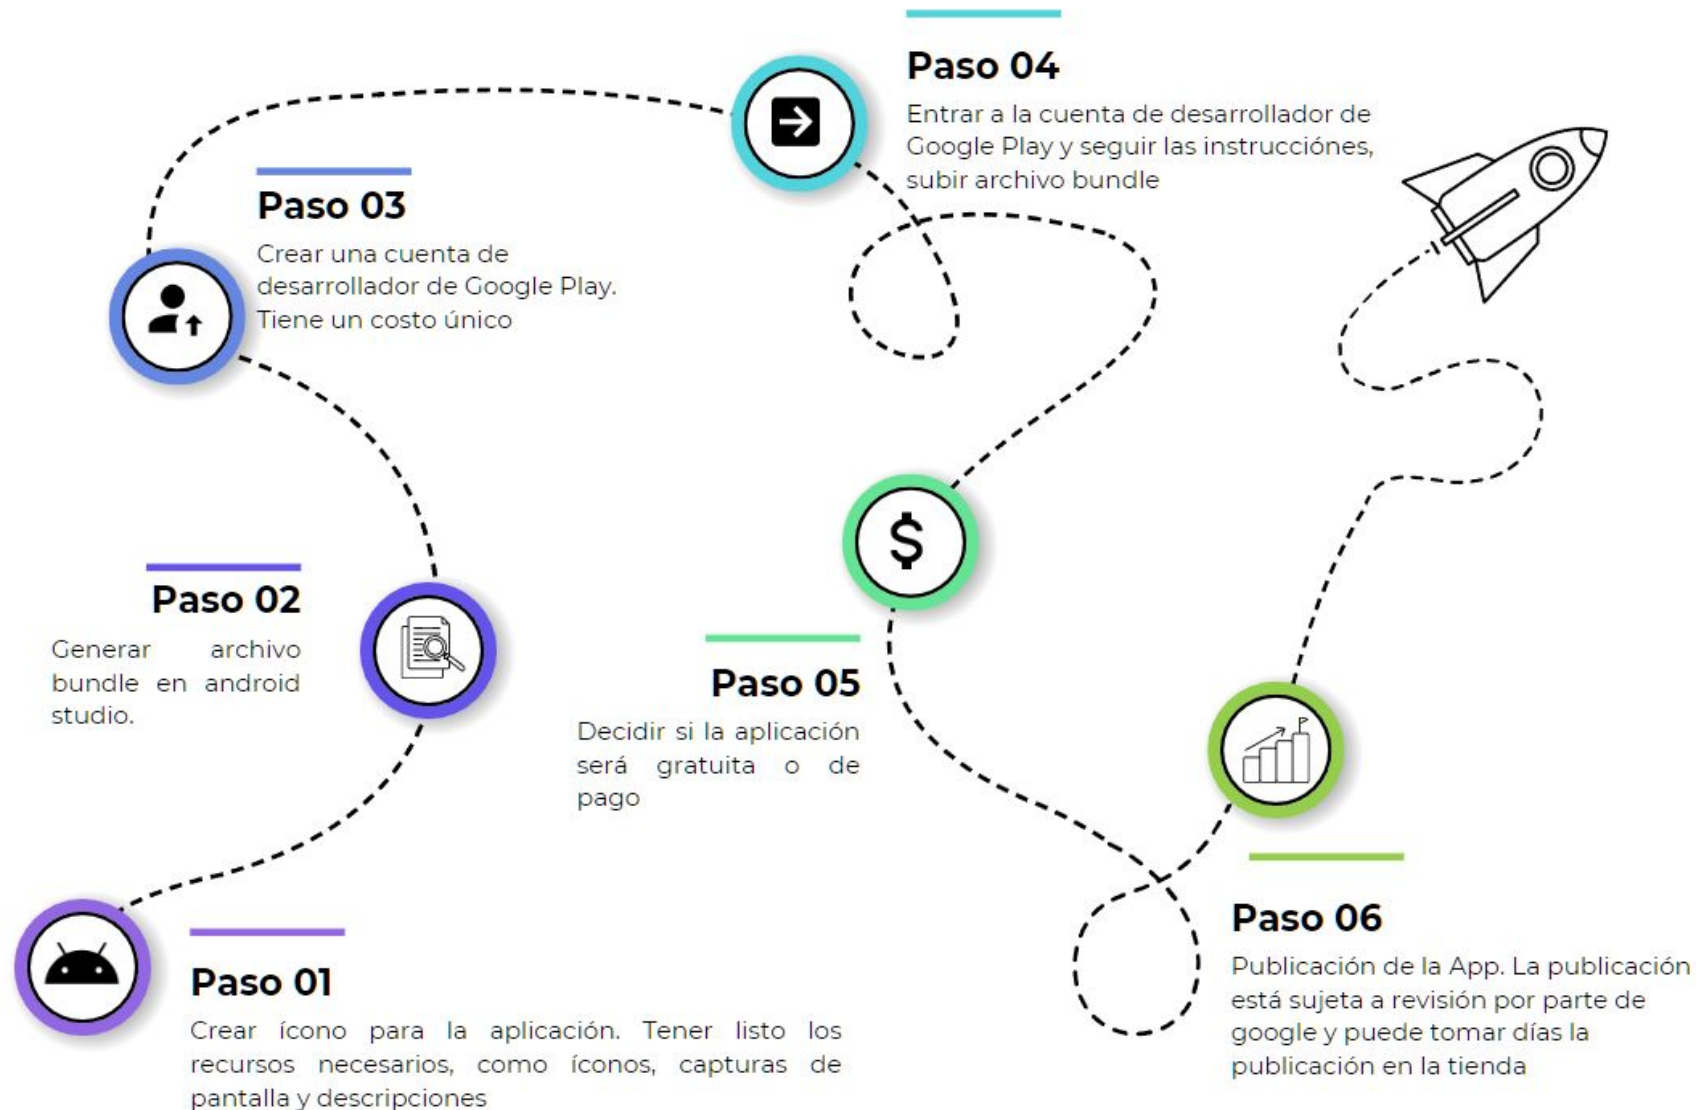 Paso 01
Crear ícono para la aplicación. Tener listo los
recursos necesarios, como íconos, capturas de
pantalla y descripciones
Paso 02
Generar archivo
bundle en android
studio.
Paso 03
Crear una cuenta de
desarrollador de Google Play.
Tiene un costo único
Paso 04
Entrar a la cuenta de desarrollador de
Google Play y seguir las instrucciónes,
subir archivo bundle
Paso 05
Decidir si la aplicación
será gratuita o de
pago
Paso 06
Publicación de la App. La publicación
está sujeta a revisión por parte de
google y puede tomar días la
publicación en la tienda